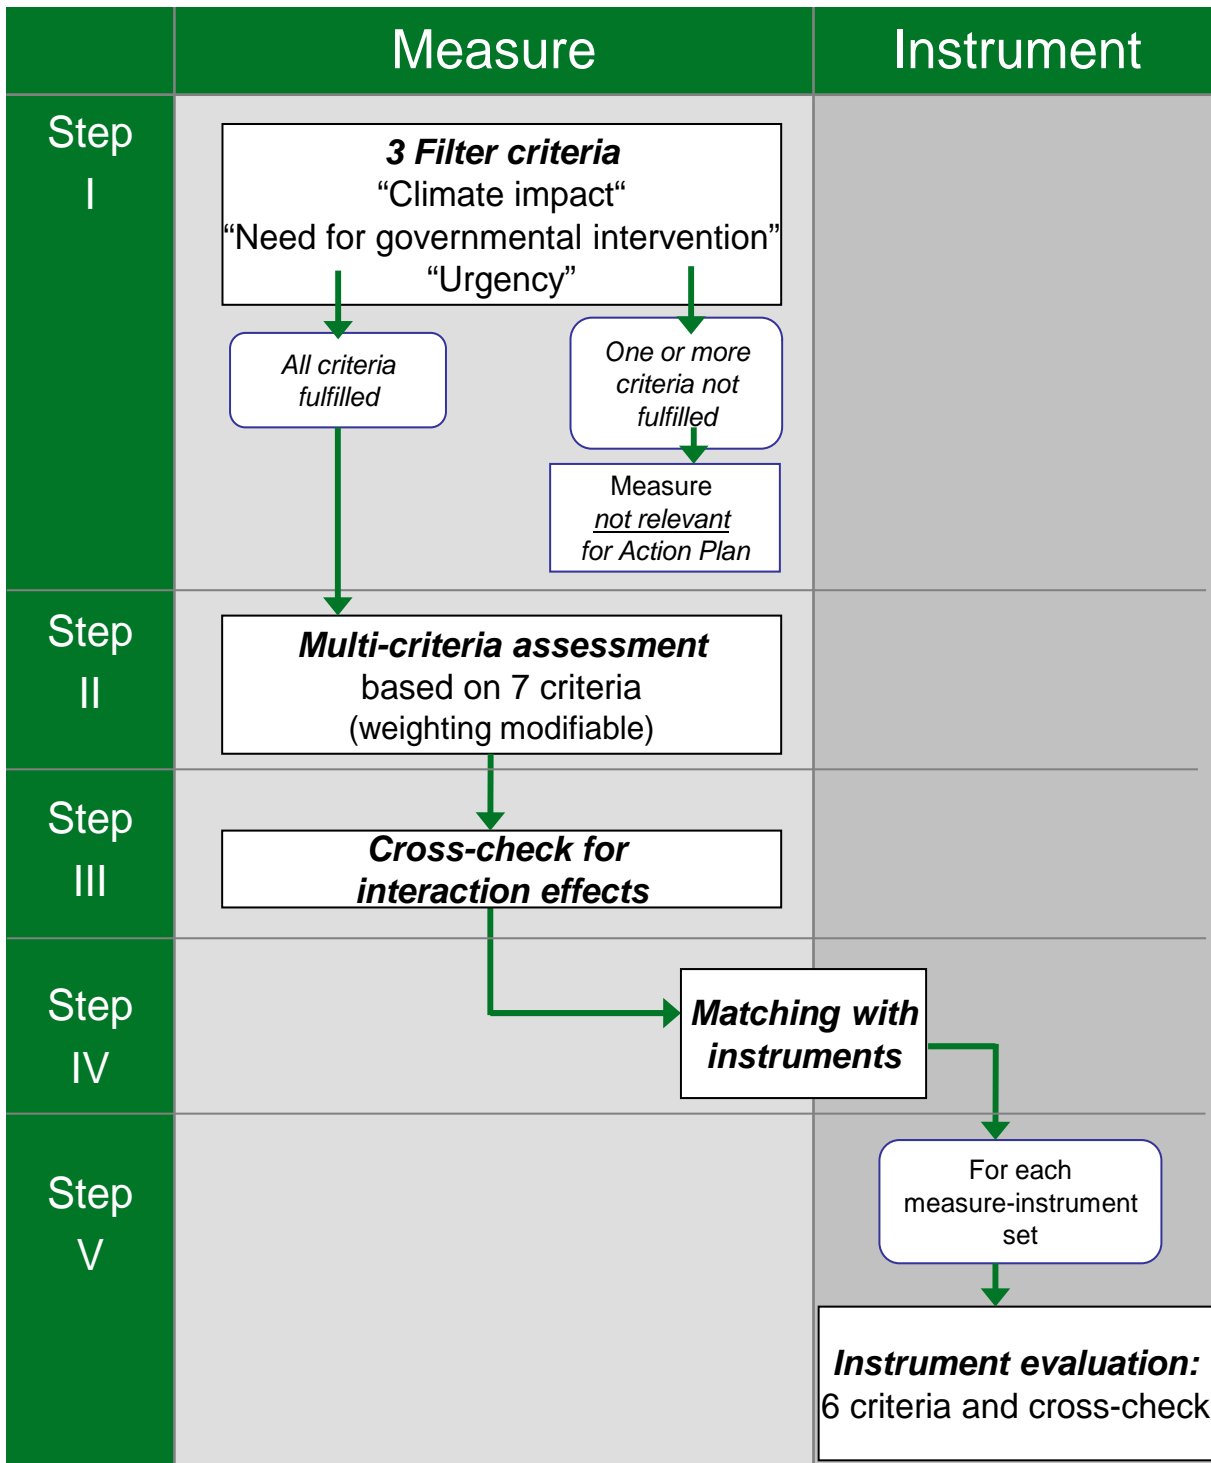 Measure
Instrument
Step
I
3 Filter criteria
“Climate impact“
“Need for governmental intervention”
“Urgency”
All criteria
fulfilled
One or more
criteria not
fulfilled
Measure
not relevant
for Action Plan
Step
II
Multi-criteria assessment
based on 7 criteria
(weighting modifiable)
Step
III
Cross-check for
interaction effects
Step
IV
Matching with
instruments
Step
V
For each
measure-instrument
set
Instrument evaluation:
6 criteria and cross-check